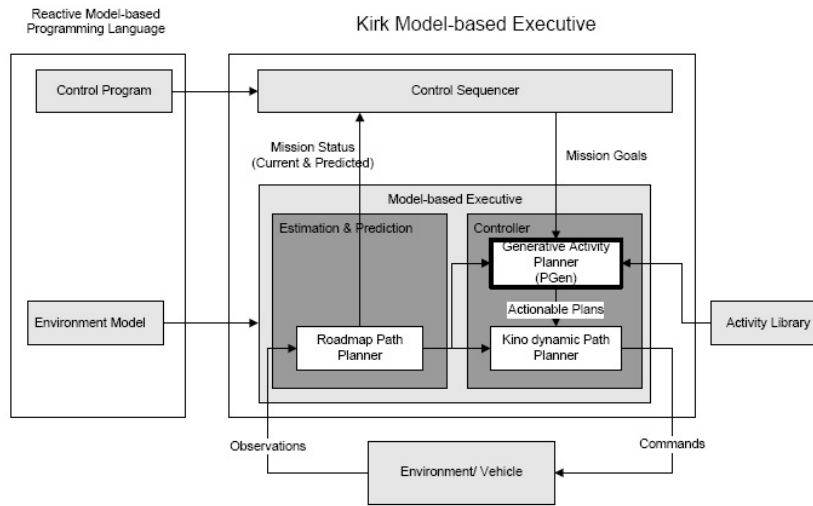 Reactive Model-based
Programming Language
Kirk Model-based Executive
Control Program
Control Sequencer
Mission Status
(Current & Predicted)
Mission Goals
Model-based Executive
Estimation & Prediction
Controller
Generative Activity
Planner
(PGen)
Actionable Plans
Environment Model
Roadmap Path
Planner
Kino dynamic Path
Planner
Activity Library
Observations
Commands
Environment/ Vehicle